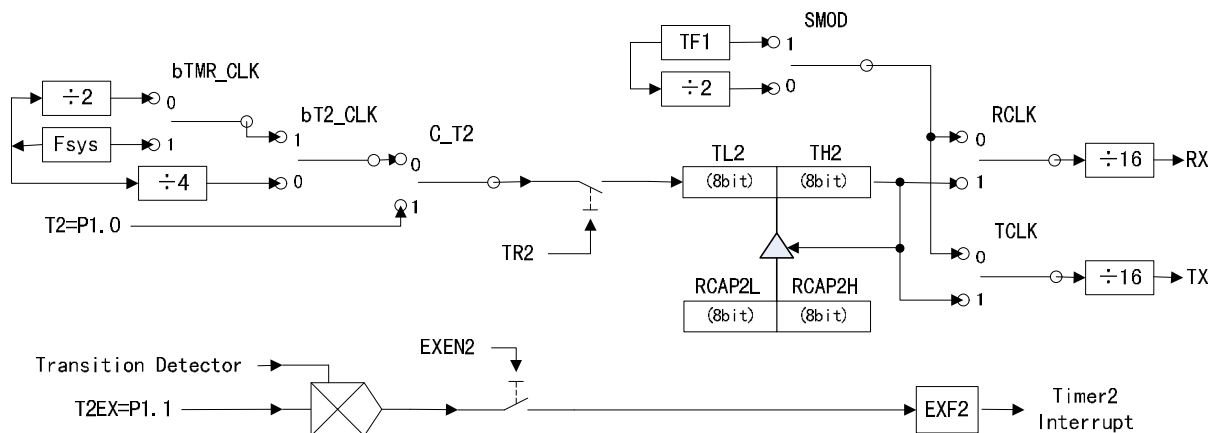 SMOD
TF1
1
÷2
0
bTMR_CLK
÷2
0
Fsys
1
÷4
bT2_CLK
1
0
C_T2
0
1
T2=P1.0
TR2
TL2
(8bit)
TH2
(8bit)
RCAP2L
(8bit)
RCAP2H
(8bit)
RCLK
0
1
÷16
RX
TCLK
0
1
÷16
TX
Transition Detector
T2EX=P1.1
EXEN2
EXF2
Timer2
Interrupt